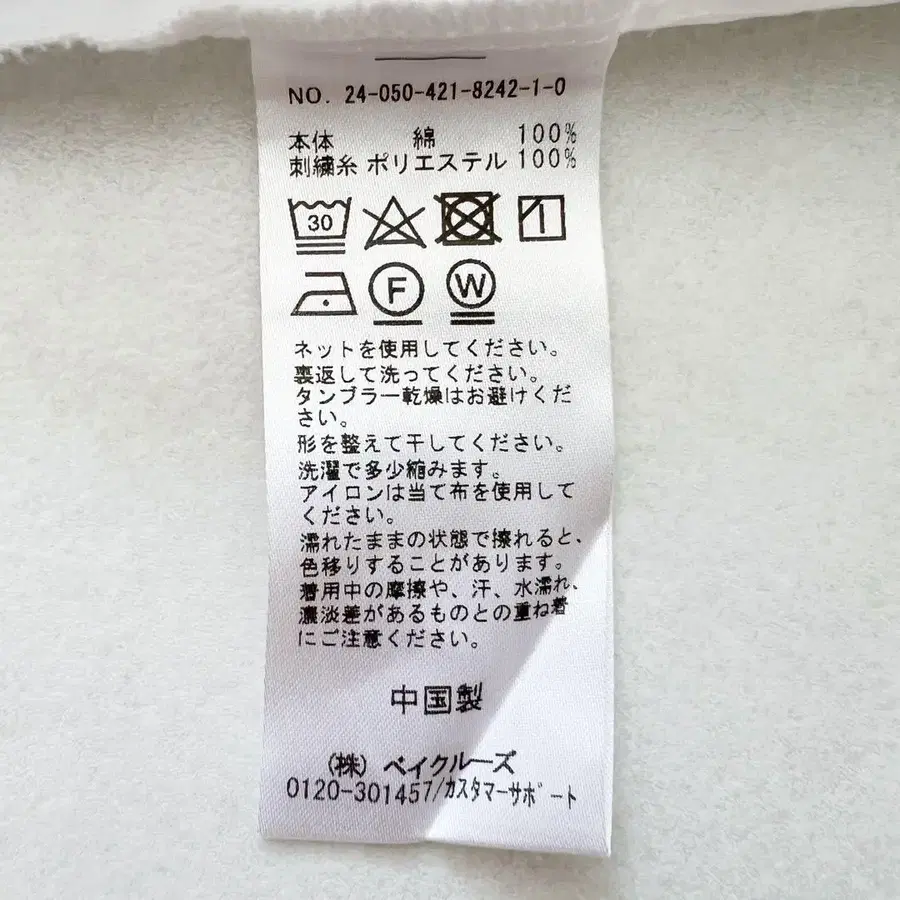 NO. 24-050-421-8242-1-0
本体 綿 100%
刺繍糸 ポリエステル 100%
30
F W
ネットを使用してください。
裏返して洗ってください。
タンブラー乾燥はお避けくだ
さい。
形を整えて干してください。
洗濯で多少縮みます。
アイロンは当て布を使用して
ください。
濡れたままの状態で擦れると、
色移りすることがあります。
着用中の摩擦や、汗、水濡れ、
濃淡差があるものとの重ね着
にご注意ください。
中国製
(株) ベイクルーズ
0120-301457/カスタマーサポート